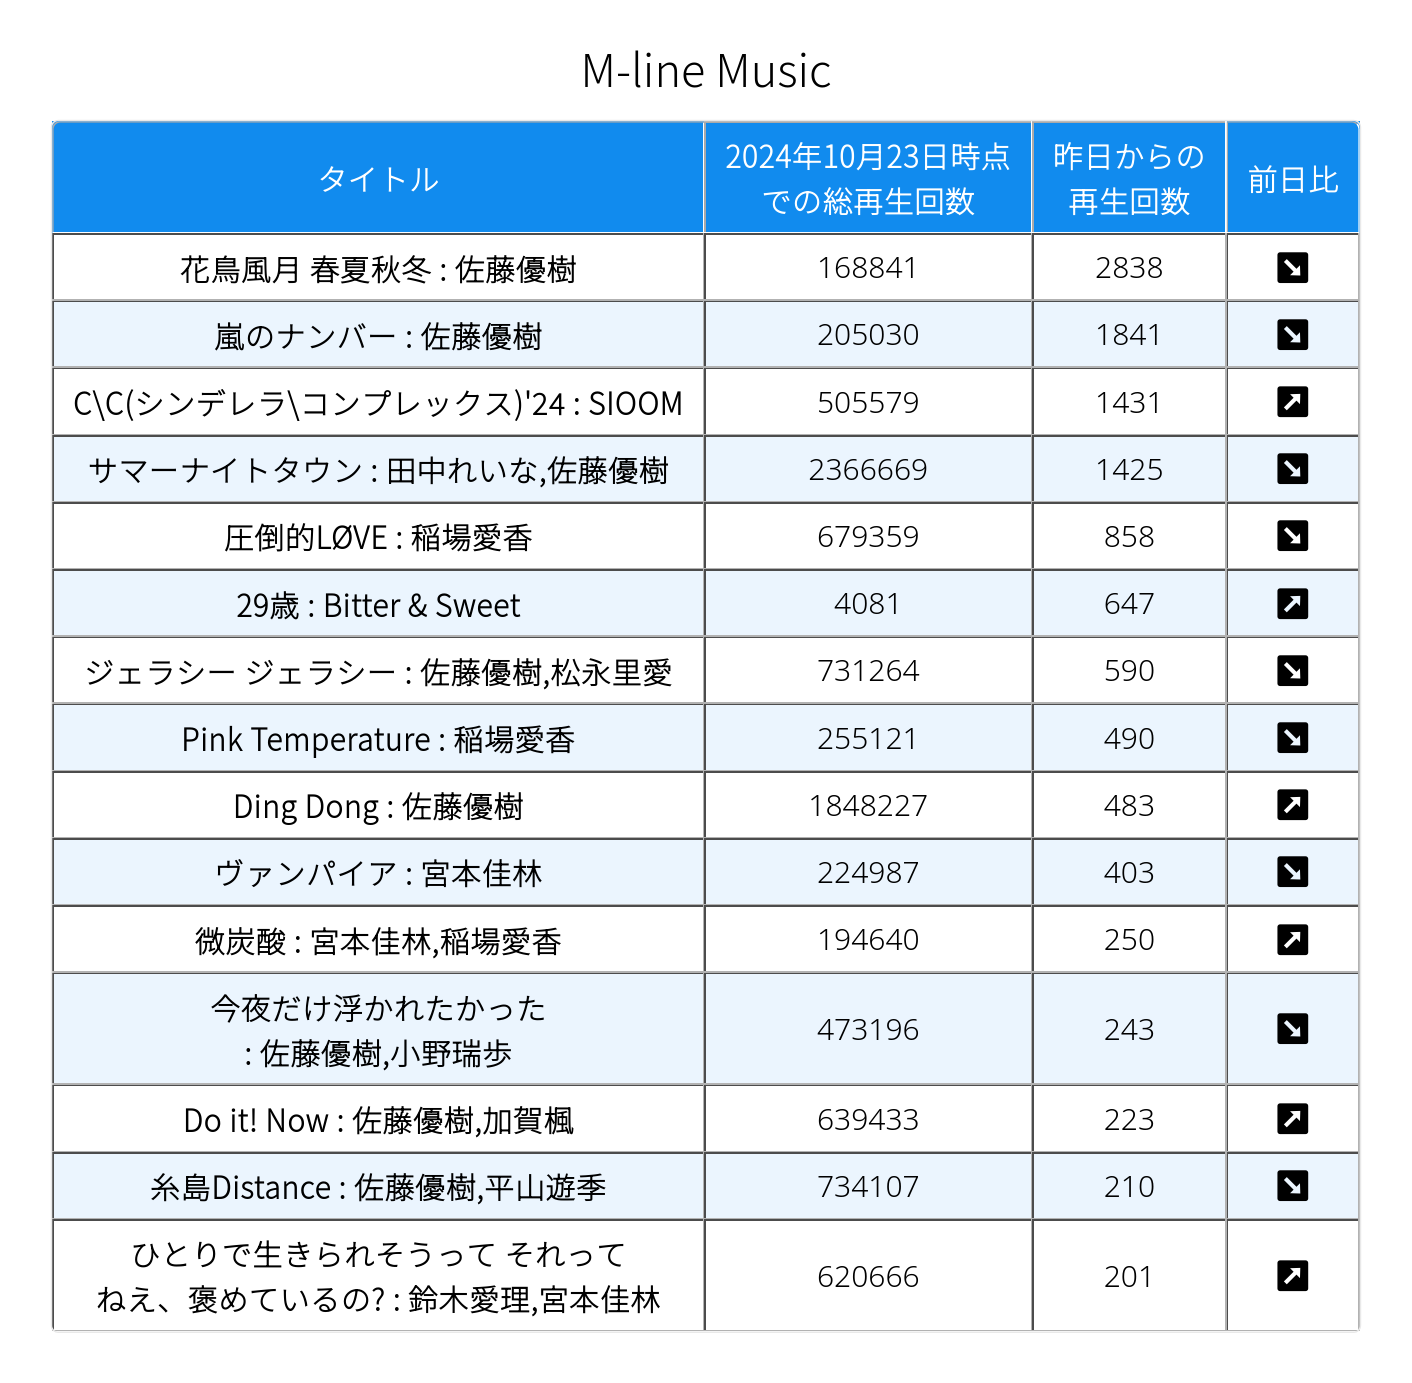 M-line Music
タイトル
2024年10月23日時点
での総再生回数
昨日からの
再生回数
前日比
花鳥風月 春夏秋冬 : 佐藤優樹 168841 2838 ↘
嵐のナンバー : 佐藤優樹 205030 1841 ↘
C\C(シンデレラ\コンプレックス)'24 : SIOOM 505579 1431 ↗
サマーナイトタウン : 田中れいな,佐藤優樹 2366669 1425 ↘
圧倒的LØVE : 稲場愛香 679359 858 ↘
29歳 : Bitter & Sweet 4081 647 ↗
ジェラシー ジェラシー : 佐藤優樹,松永里愛 731264 590 ↘
Pink Temperature : 稲場愛香 255121 490 ↘
Ding Dong : 佐藤優樹 1848227 483 ↗
ヴァンパイア : 宮本佳林 224987 403 ↘
微炭酸 : 宮本佳林,稲場愛香 194640 250 ↗
今夜だけ浮かれたかった
: 佐藤優樹,小野瑞歩 473196 243 ↘
Do it! Now : 佐藤優樹,加賀楓 639433 223 ↗
糸島Distance : 佐藤優樹,平山遊季 734107 210 ↘
ひとりで生きられそうって それって
ねえ、褒めているの? : 鈴木愛理,宮本佳林 620666 201 ↗